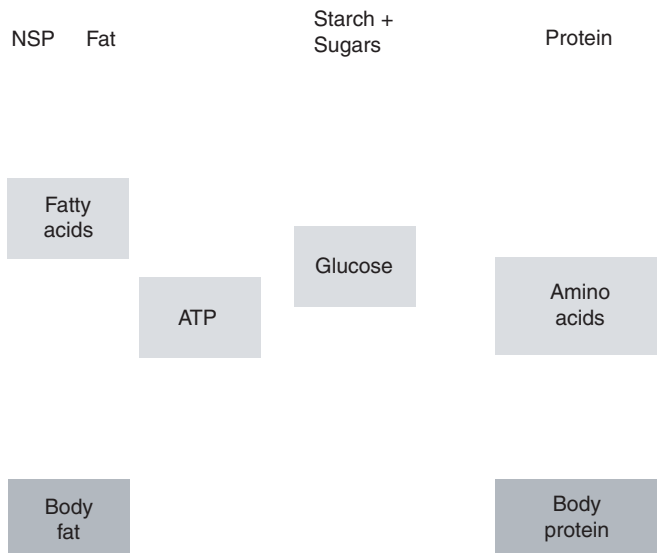 NSP Fat
Starch +
Sugars
Protein
Fatty
acids
Glucose
ATP
Amino
acids
Body
fat
Body
protein